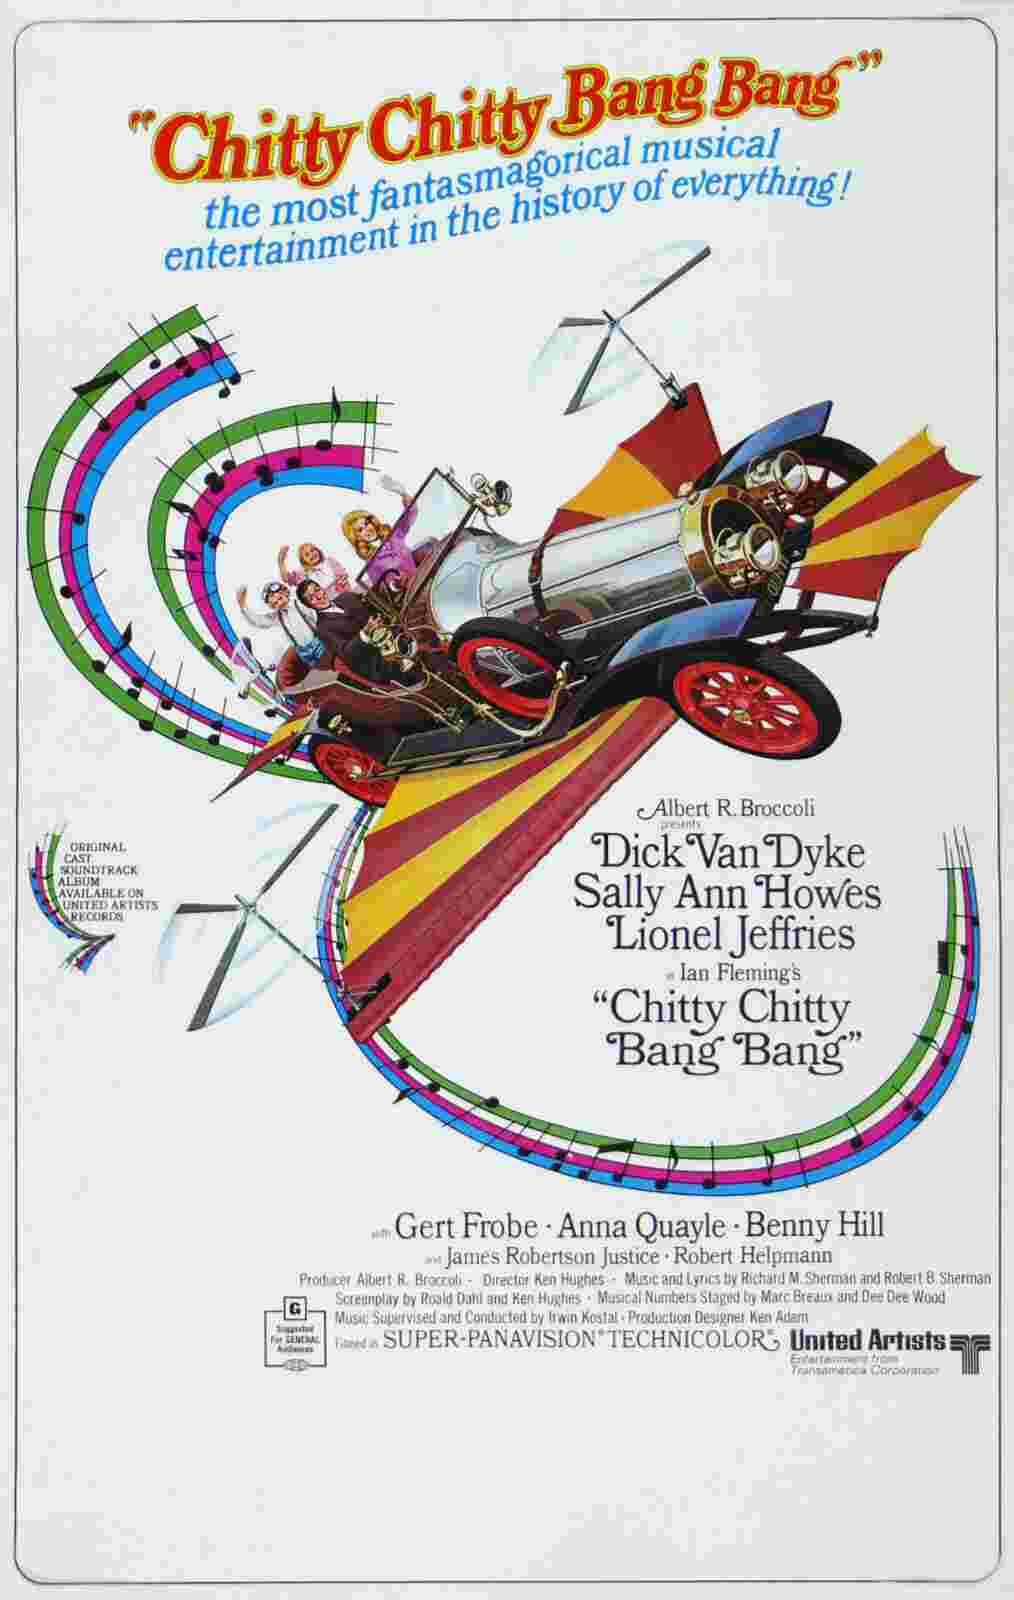 "Chitty Chitty Bang Bang"
the most fantasmagorical musical
entertainment in the history of everything!
ORIGINAL
CAST
SOUNDTRACK
ALBUM
AVAILABLE ON
UNITED ARTISTS
RECORDS
Albert R. Broccoli
presents
Dick Van Dyke
Sally Ann Howes
Lionel Jeffries
in Ian Fleming's
"Chitty Chitty
Bang Bang"
with Gert Frobe · Anna Quayle · Benny Hill
and James Robertson Justice · Robert Helpmann
Producer Albert R. Broccoli · Director Ken Hughes · Music and Lyrics by Richard M. Sherman and Robert B. Sherman
Screenplay by Roald Dahl and Ken Hughes · Musical Numbers Staged by Marc Breaux and Dee Dee Wood
Music Supervised and Conducted by Irwin Kostal · Production Designer Ken Adam
Filmed in SUPER-PANAVISION® TECHNICOLOR®
G
Suggested
For GENERAL
Audiences
United Artists
Entertainment from
Transamerica Corporation